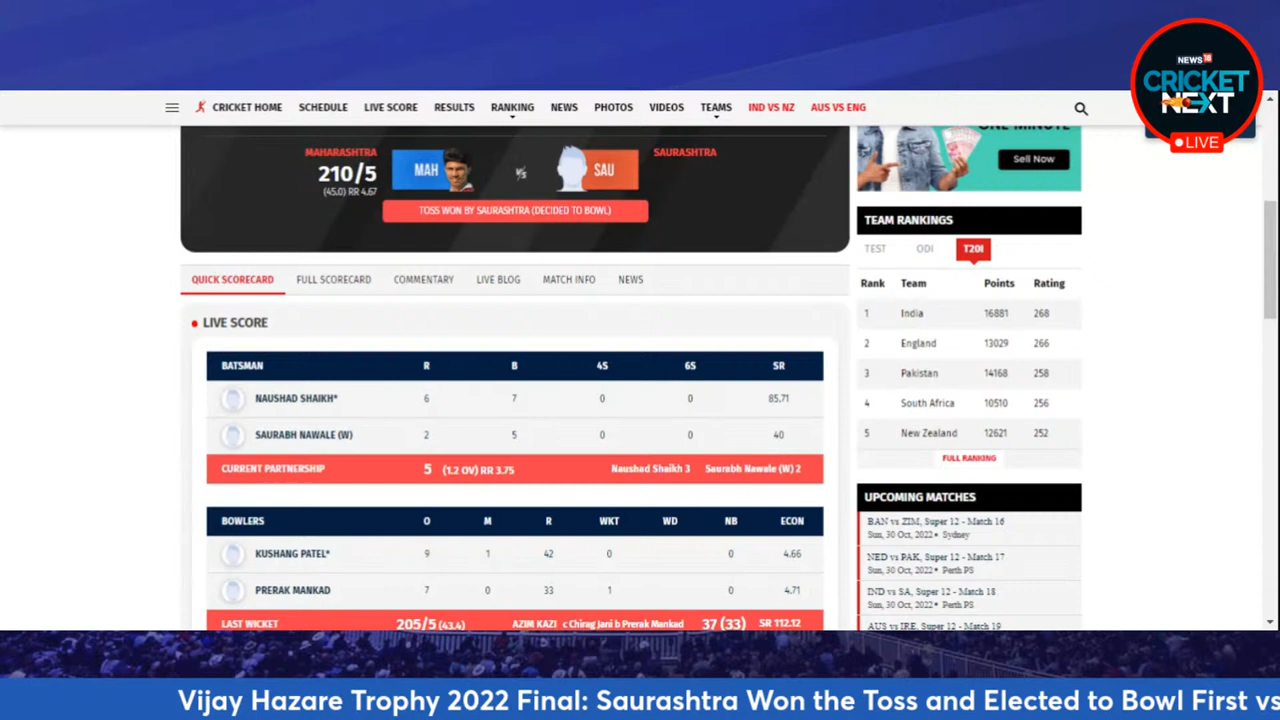 NEWS18
CRICKET
NEXT
LIVE
CRICKET HOME SCHEDULE LIVE SCORE RESULTS RANKING NEWS PHOTOS VIDEOS TEAMS IND VS NZ AUS VS ENG
MAHARASHTRA
210/5
(45.0) RR 4.67
MAH
VS
SAU
SAURASHTRA
TOSS WON BY SAURASHTRA (DECIDED TO BOWL)
Sell Now
QUICK SCORECARD FULL SCORECARD COMMENTARY LIVE BLOG MATCH INFO NEWS
LIVE SCORE
BATSMAN R B 4S 6S SR
NAUSHAD SHAIKH* 6 7 0 0 85.71
SAURABH NAWALE (W) 2 5 0 0 40
CURRENT PARTNERSHIP 5 (1.2 OV) RR 3.75 Naushad Shaikh 3 Saurabh Nawale (W) 2
BOWLERS O M R WKT WD NB ECON
KUSHANG PATEL* 9 1 42 0 0 4.66
PRERAK MANKAD 7 0 33 1 0 4.71
LAST WICKET 205/5 (43.4) AZIM KAZI c Chirag Jani b Prerak Mankad 37 (33) SR 112.12
TEAM RANKINGS
TEST ODI T20I
Rank Team Points Rating
1 India 16881 268
2 England 13029 266
3 Pakistan 14168 258
4 South Africa 10510 256
5 New Zealand 12621 252
FULL RANKING
UPCOMING MATCHES
BAN vs ZIM, Super 12 - Match 16
Sun, 30 Oct, 2022 • Sydney
NED vs PAK, Super 12 - Match 17
Sun, 30 Oct, 2022 • Perth PS
IND vs SA, Super 12 - Match 18
Sun, 30 Oct, 2022 • Perth PS
AUS vs IRE, Super 12 - Match 19
Vijay Hazare Trophy 2022 Final: Saurashtra Won the Toss and Elected to Bowl First vs